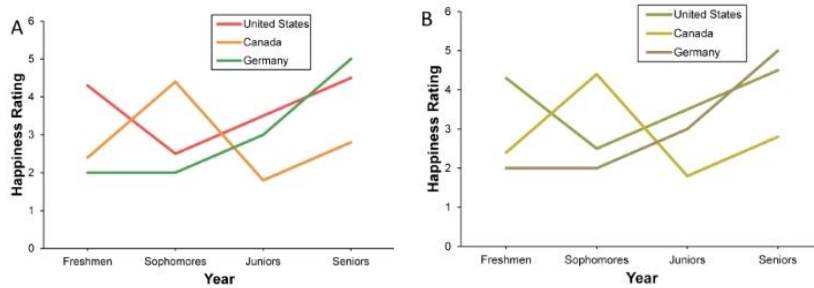 A
United States
Canada
Germany
Happiness Rating
6
5
4
3
2
1
0
Freshmen
Sophomores
Juniors
Seniors
Year
B
United States
Canada
Germany
Happiness Rating
6
5
4
3
2
1
0
Freshmen
Sophomores
Juniors
Seniors
Year